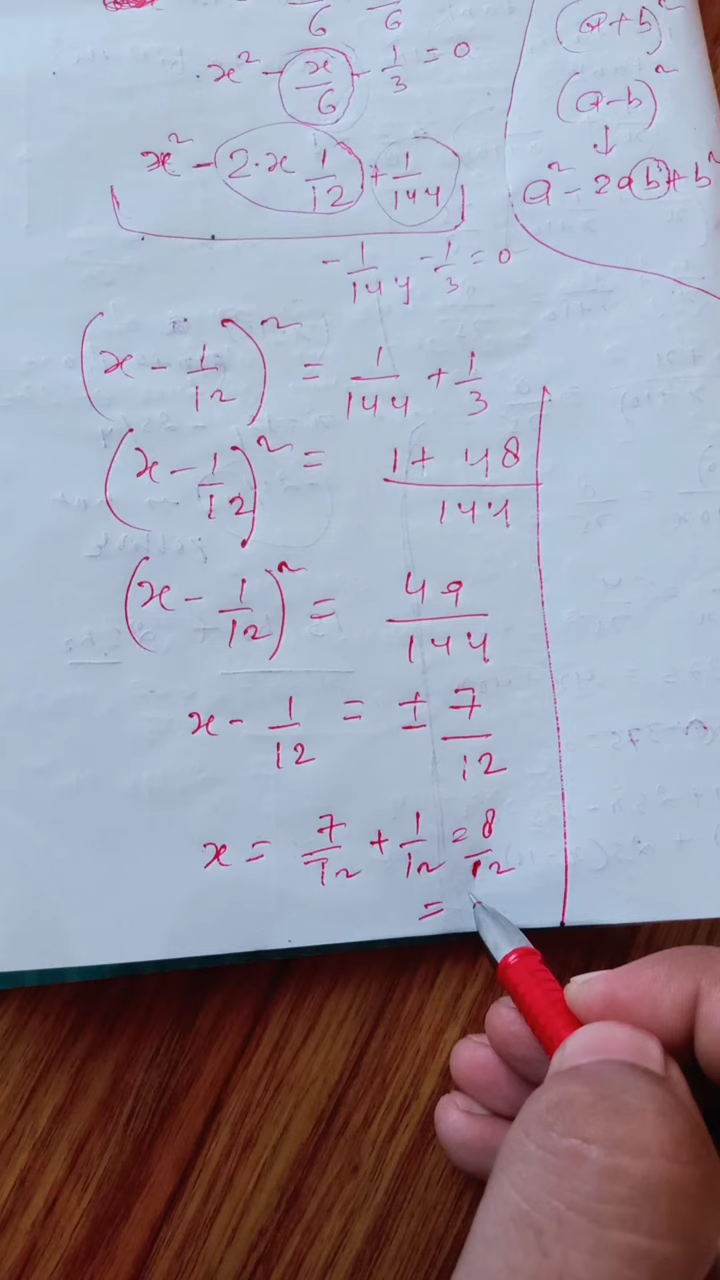 6 6
x² - x/6 - 1/3 = 0
x² - 2·x 1/12 + 1/144
- 1/144 - 1/3 = 0
(x - 1/12)² = 1/144 + 1/3
(x - 1/12)² = 1 + 48/144
(x - 1/12)² = 49/144
x - 1/12 = ± 7/12
x = 7/12 + 1/12 = 8/12
=
(a+b)²
(a-b)²
↓
a² - 2ab + b²